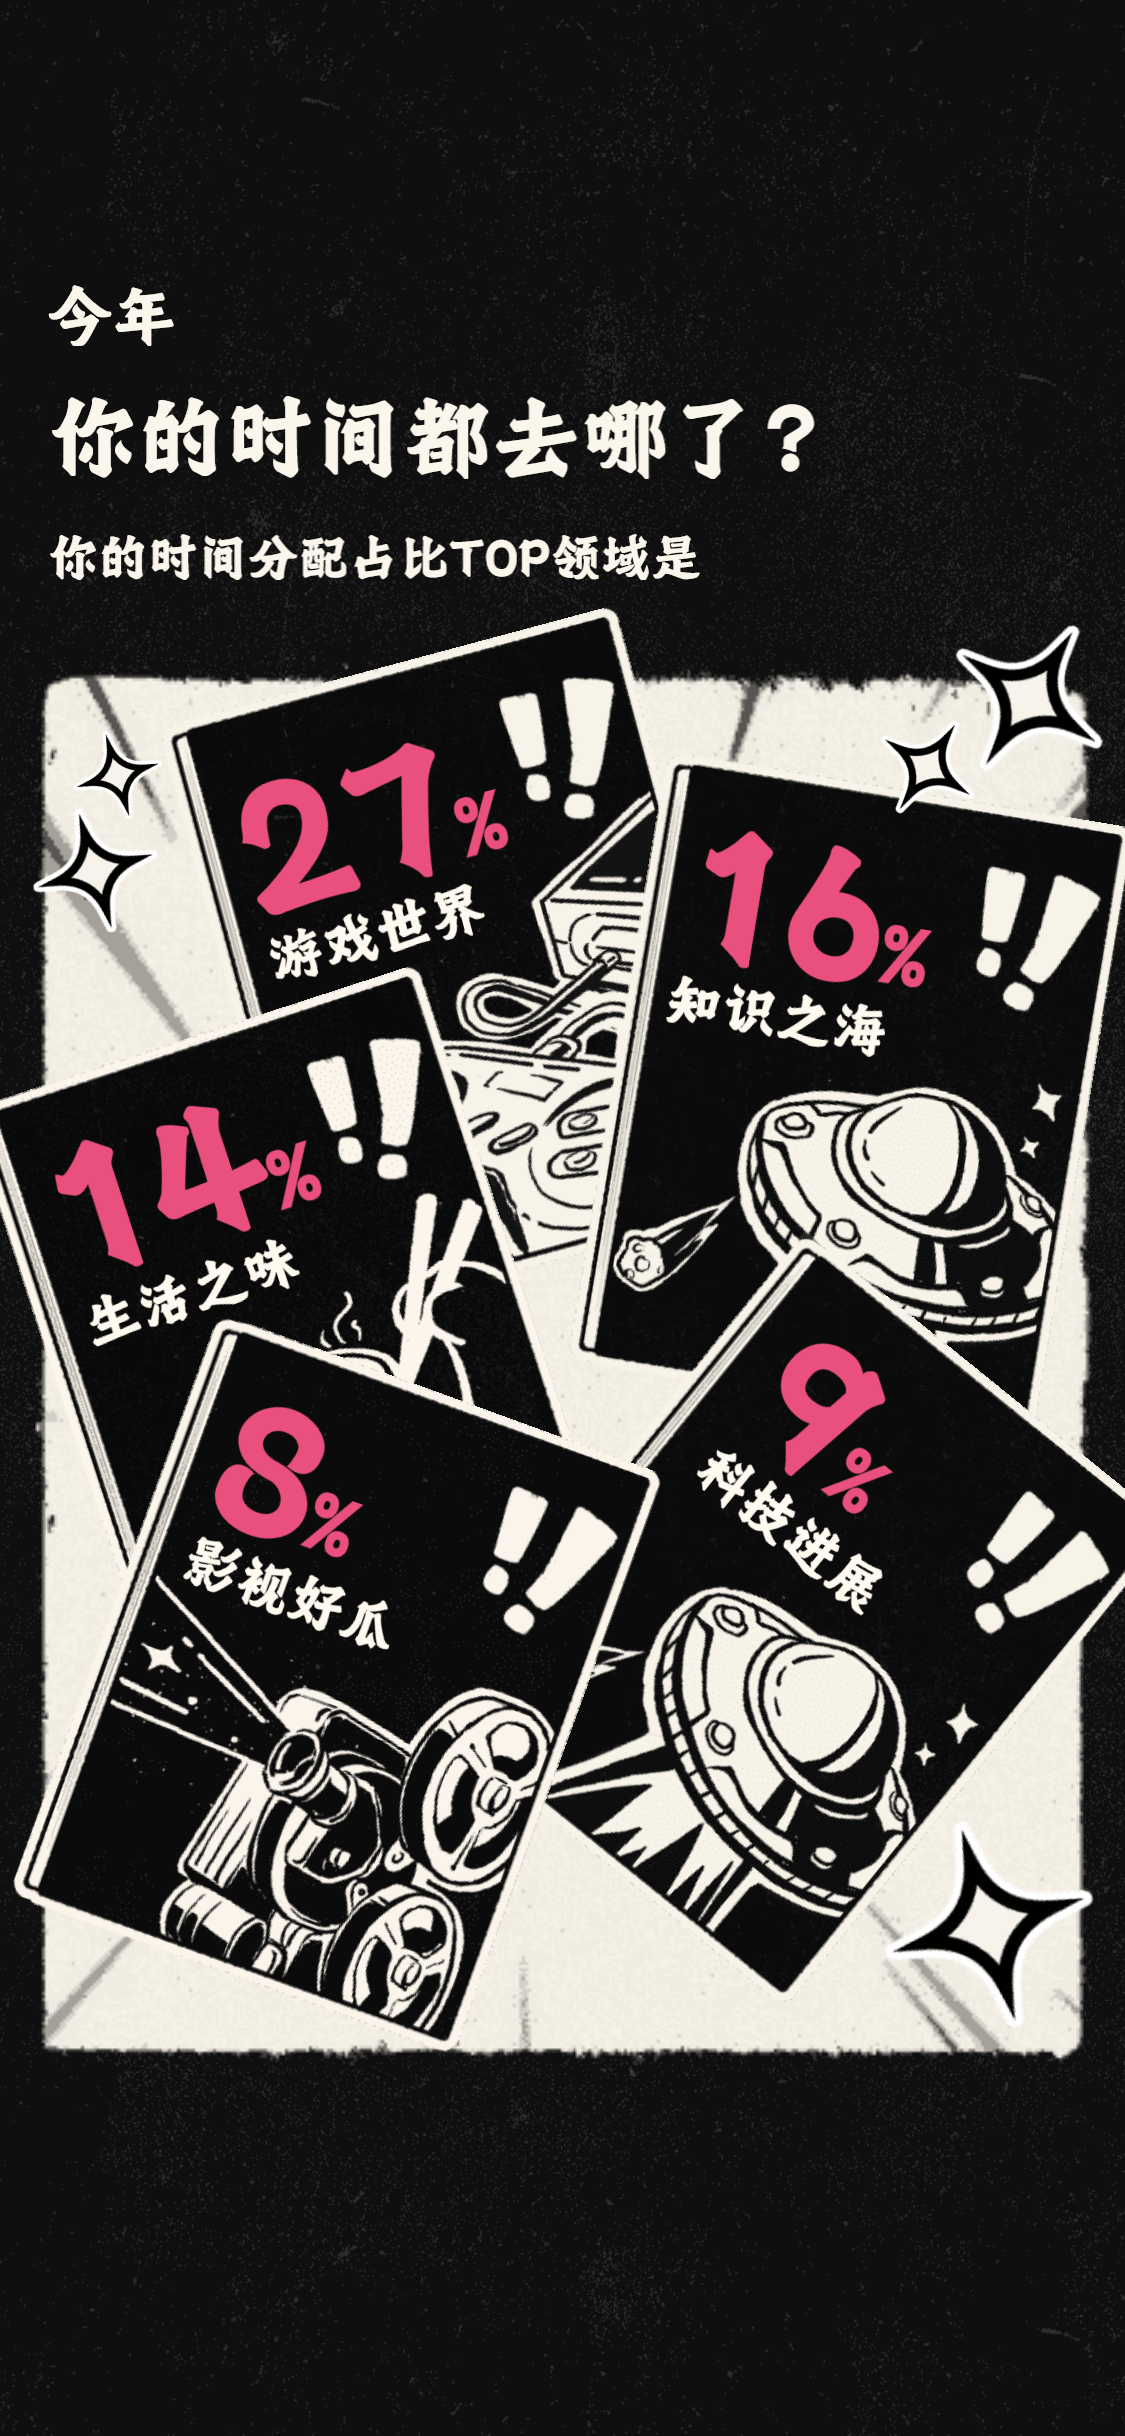 今年
你的时间都去哪了？
你的时间分配占比TOP领域是
27%
游戏世界
16%
知识之海
14%
生活之味
9%
科技进展
8%
影视好瓜